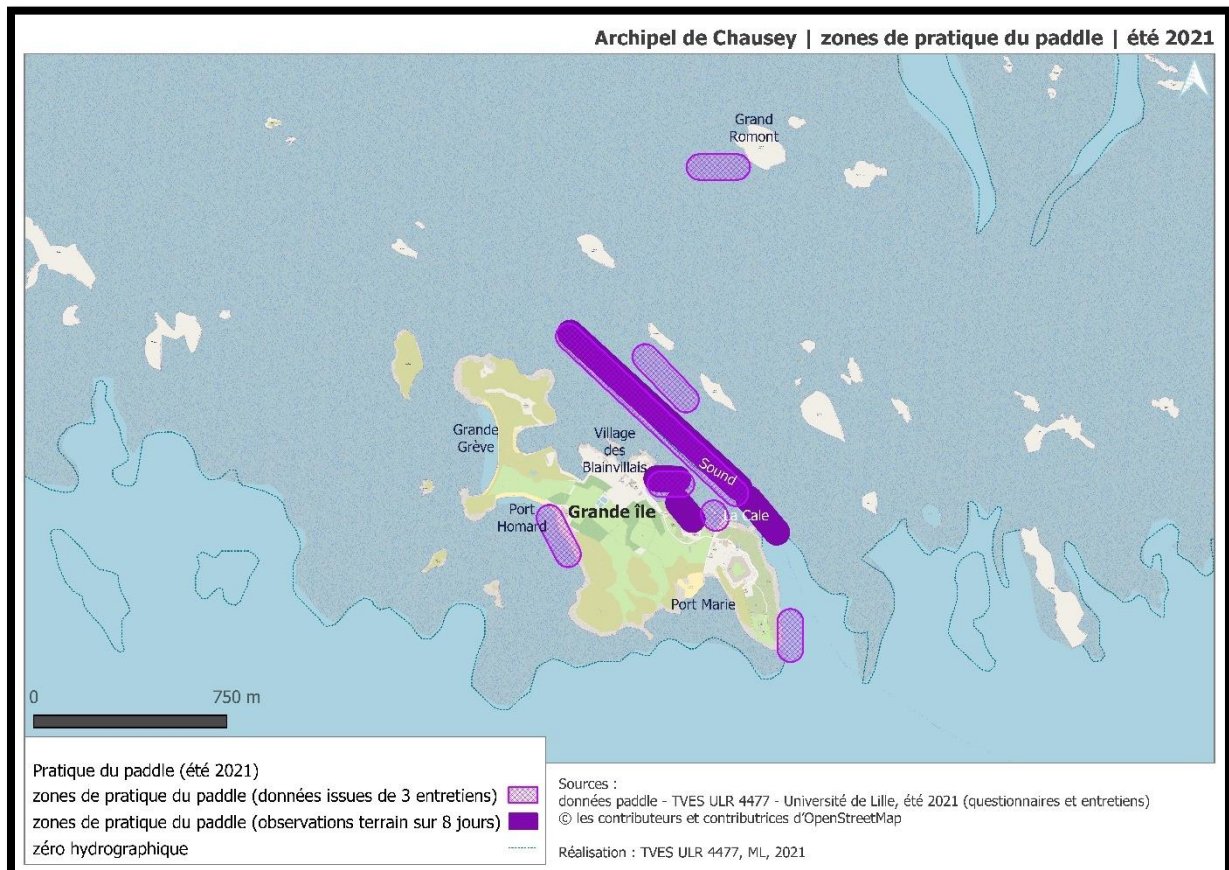 Archipel de Chausey | zones de pratique du paddle | été 2021
Grand
Romont
Grande
Grève
Village
des
Blainvillais
Sound
Port
Homard
Grande île
La Cale
Port Marie
0 750 m
Pratique du paddle (été 2021)
zones de pratique du paddle (données issues de 3 entretiens)
zones de pratique du paddle (observations terrain sur 8 jours)
zéro hydrographique
Sources :
données paddle - TVES ULR 4477 - Université de Lille, été 2021 (questionnaires et entretiens)
© les contributeurs et contributrices d'OpenStreetMap
Réalisation : TVES ULR 4477, ML, 2021